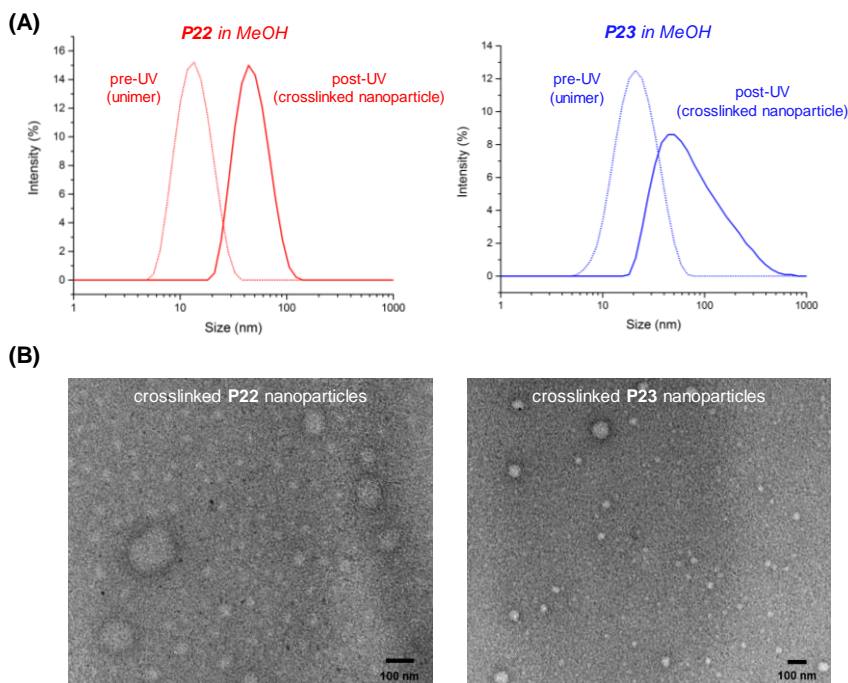 (A)
P22 in MeOH
pre-UV
(unimer)
post-UV
(crosslinked nanoparticle)
Intensity (%)
16
14
12
10
8
6
4
2
0
1
10
100
1000
Size (nm)
P23 in MeOH
pre-UV
(unimer)
post-UV
(crosslinked nanoparticle)
Intensity (%)
14
12
10
8
6
4
2
0
1
10
100
1000
Size (nm)
(B)
crosslinked P22 nanoparticles
100 nm
crosslinked P23 nanoparticles
100 nm